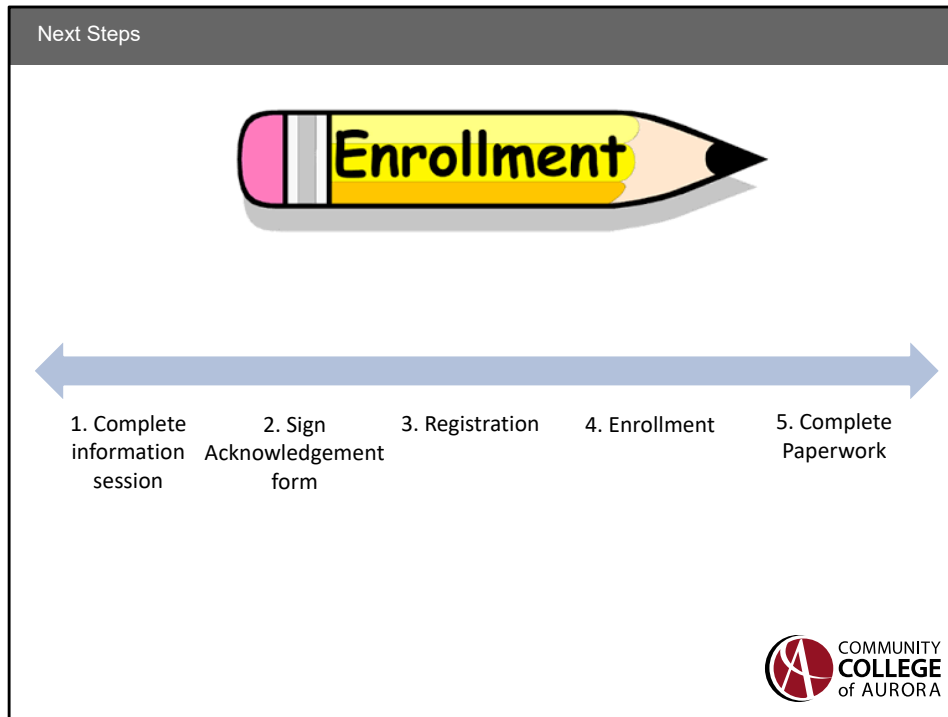 Next Steps
Enrollment
1. Complete
information
session
2. Sign
Acknowledgement
form
3. Registration
4. Enrollment
5. Complete
Paperwork
COMMUNITY
COLLEGE
of AURORA